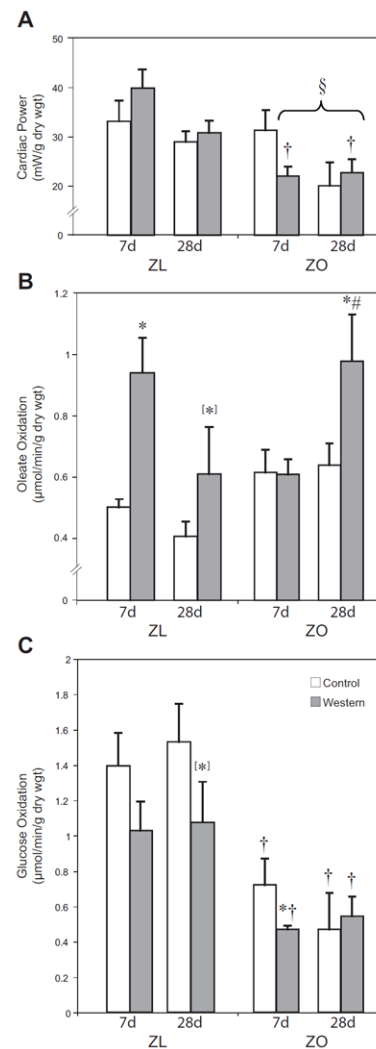 A
Cardiac Power
(mW/g dry wgt)
50
40
30
20
0
§
†
†
7d
28d
7d
28d
ZL
ZO
B
Oleate Oxidation
(μmol/min/g dry wgt)
1.2
1
0.8
0.6
0.4
0
*
[*]
*#
7d
28d
7d
28d
ZL
ZO
C
Glucose Oxidation
(μmol/min/g dry wgt)
2
1.8
1.6
1.4
1.2
1
0.8
0.6
0.4
0.2
0
Control
Western
[*]
†
*†
†
†
7d
28d
7d
28d
ZL
ZO